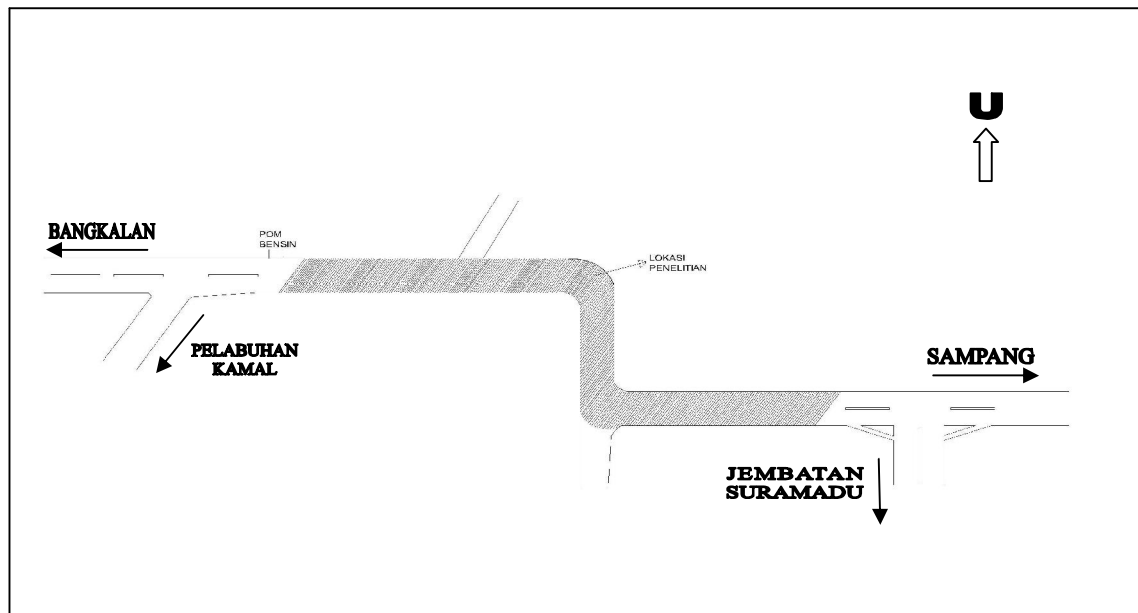 U
BANGKALAN
POM
BENSIN
LOKASI
PENELITIAN
PELABUHAN
KAMAL
SAMPANG
JEMBATAN
SURAMADU